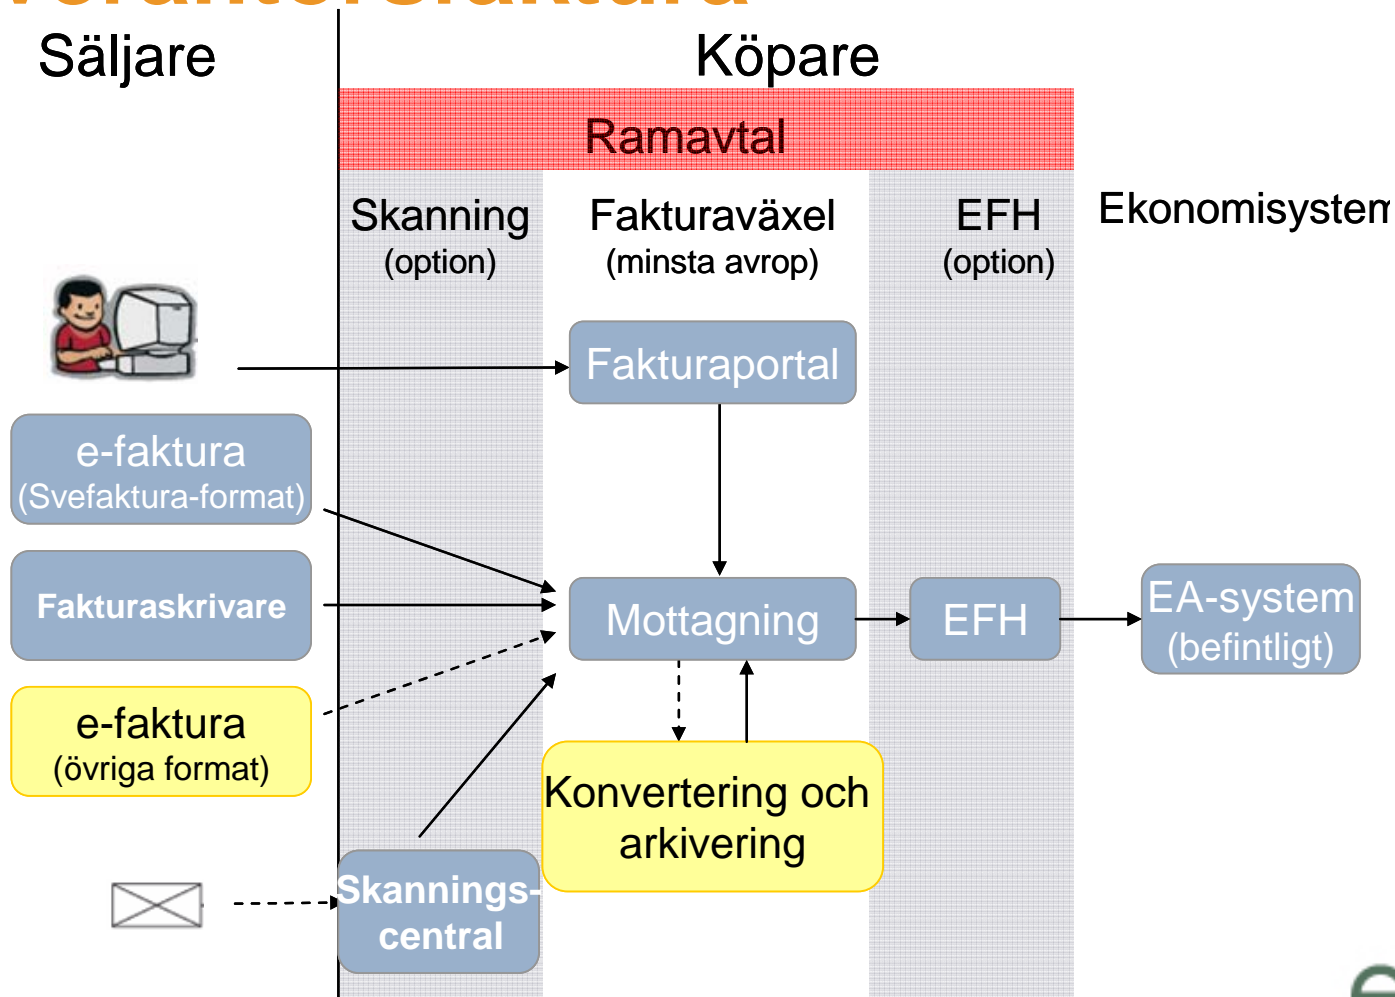 Säljare
Köpare
Ramavtal
Skanning
(option)
Fakturaväxel
(minsta avrop)
EFH
(option)
Ekonomisystem
Fakturaportal
e-faktura
(Svefaktura-format)
Fakturaskrivare
Mottagning
EFH
EA-system
(befintligt)
e-faktura
(övriga format)
Konvertering och
arkivering
Skannings-
central